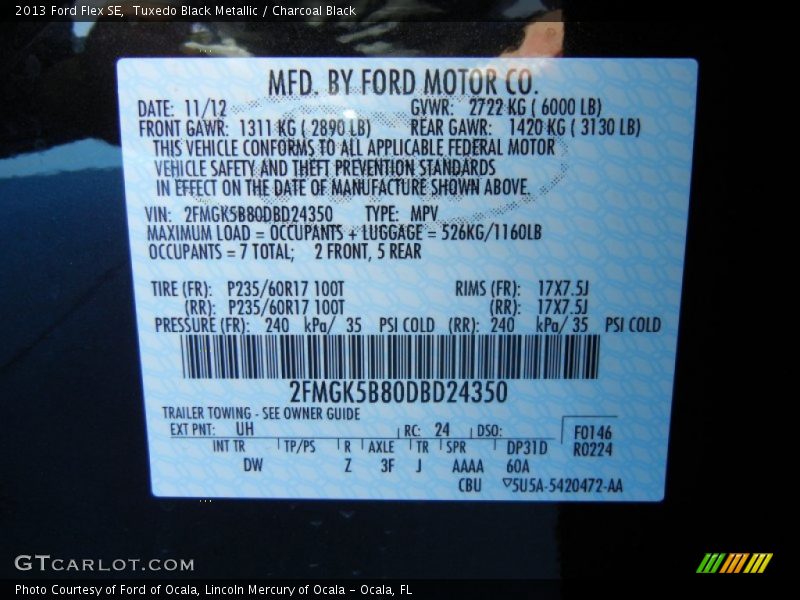 2013 Ford Flex SE, Tuxedo Black Metallic / Charcoal Black
MFD. BY FORD MOTOR CO.
DATE: 11/12 GVWR: 2722 KG ( 6000 LB)
FRONT GAWR: 1311 KG ( 2890 LB) REAR GAWR: 1420 KG ( 3130 LB)
THIS VEHICLE CONFORMS TO ALL APPLICABLE FEDERAL MOTOR
VEHICLE SAFETY AND THEFT PREVENTION STANDARDS
IN EFFECT ON THE DATE OF MANUFACTURE SHOWN ABOVE.
VIN: 2FMGK5B80DBD24350 TYPE: MPV
MAXIMUM LOAD = OCCUPANTS + LUGGAGE = 526KG/1160LB
OCCUPANTS = 7 TOTAL; 2 FRONT, 5 REAR
TIRE (FR): P235/60R17 100T RIMS (FR): 17X7.5J
(RR): P235/60R17 100T (RR): 17X7.5J
PRESSURE (FR): 240 kPa/ 35 PSI COLD (RR): 240 kPa/ 35 PSI COLD
2FMGK5B80DBD24350
TRAILER TOWING - SEE OWNER GUIDE
EXT PNT: UH RC: 24 DSO: F0146
INT TR TP/PS R AXLE TR SPR DP31D R0224
DW Z 3F J AAAA 60A
CBU ▽5U5A-5420472-AA
GTCARLOT.COM
Photo Courtesy of Ford of Ocala, Lincoln Mercury of Ocala - Ocala, FL